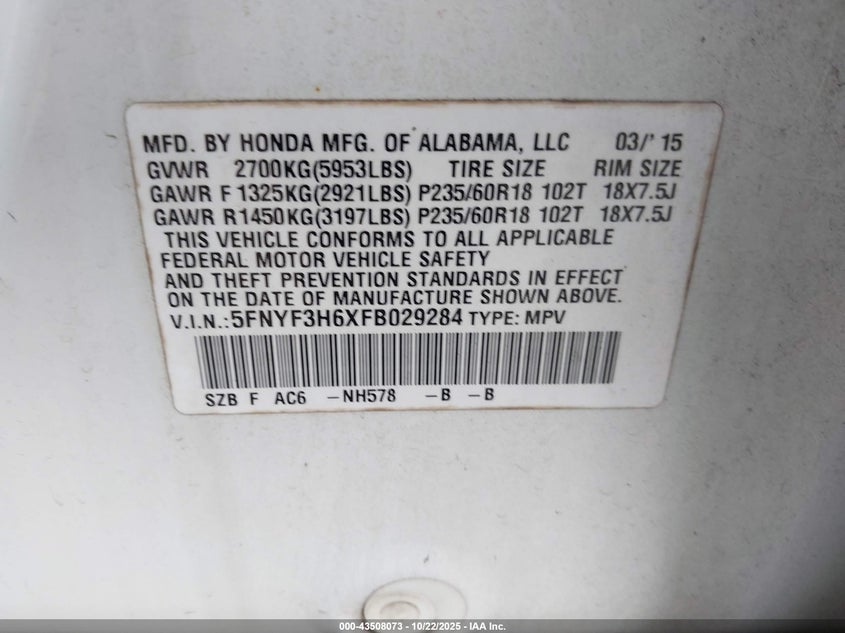 MFD. BY HONDA MFG. OF ALABAMA, LLC 03/'15
GVWR 2700KG(5953LBS) TIRE SIZE RIM SIZE
GAWR F 1325KG(2921LBS) P235/60R18 102T 18X7.5J
GAWR R1450KG(3197LBS) P235/60R18 102T 18X7.5J
THIS VEHICLE CONFORMS TO ALL APPLICABLE
FEDERAL MOTOR VEHICLE SAFETY
AND THEFT PREVENTION STANDARDS IN EFFECT
ON THE DATE OF MANUFACTURE SHOWN ABOVE.
V.I.N.:5FNYF3H6XFB029284 TYPE: MPV
SZB F AC6 -NH578 -B -B
000-43508073 - 10/22/2025 - IAA Inc.